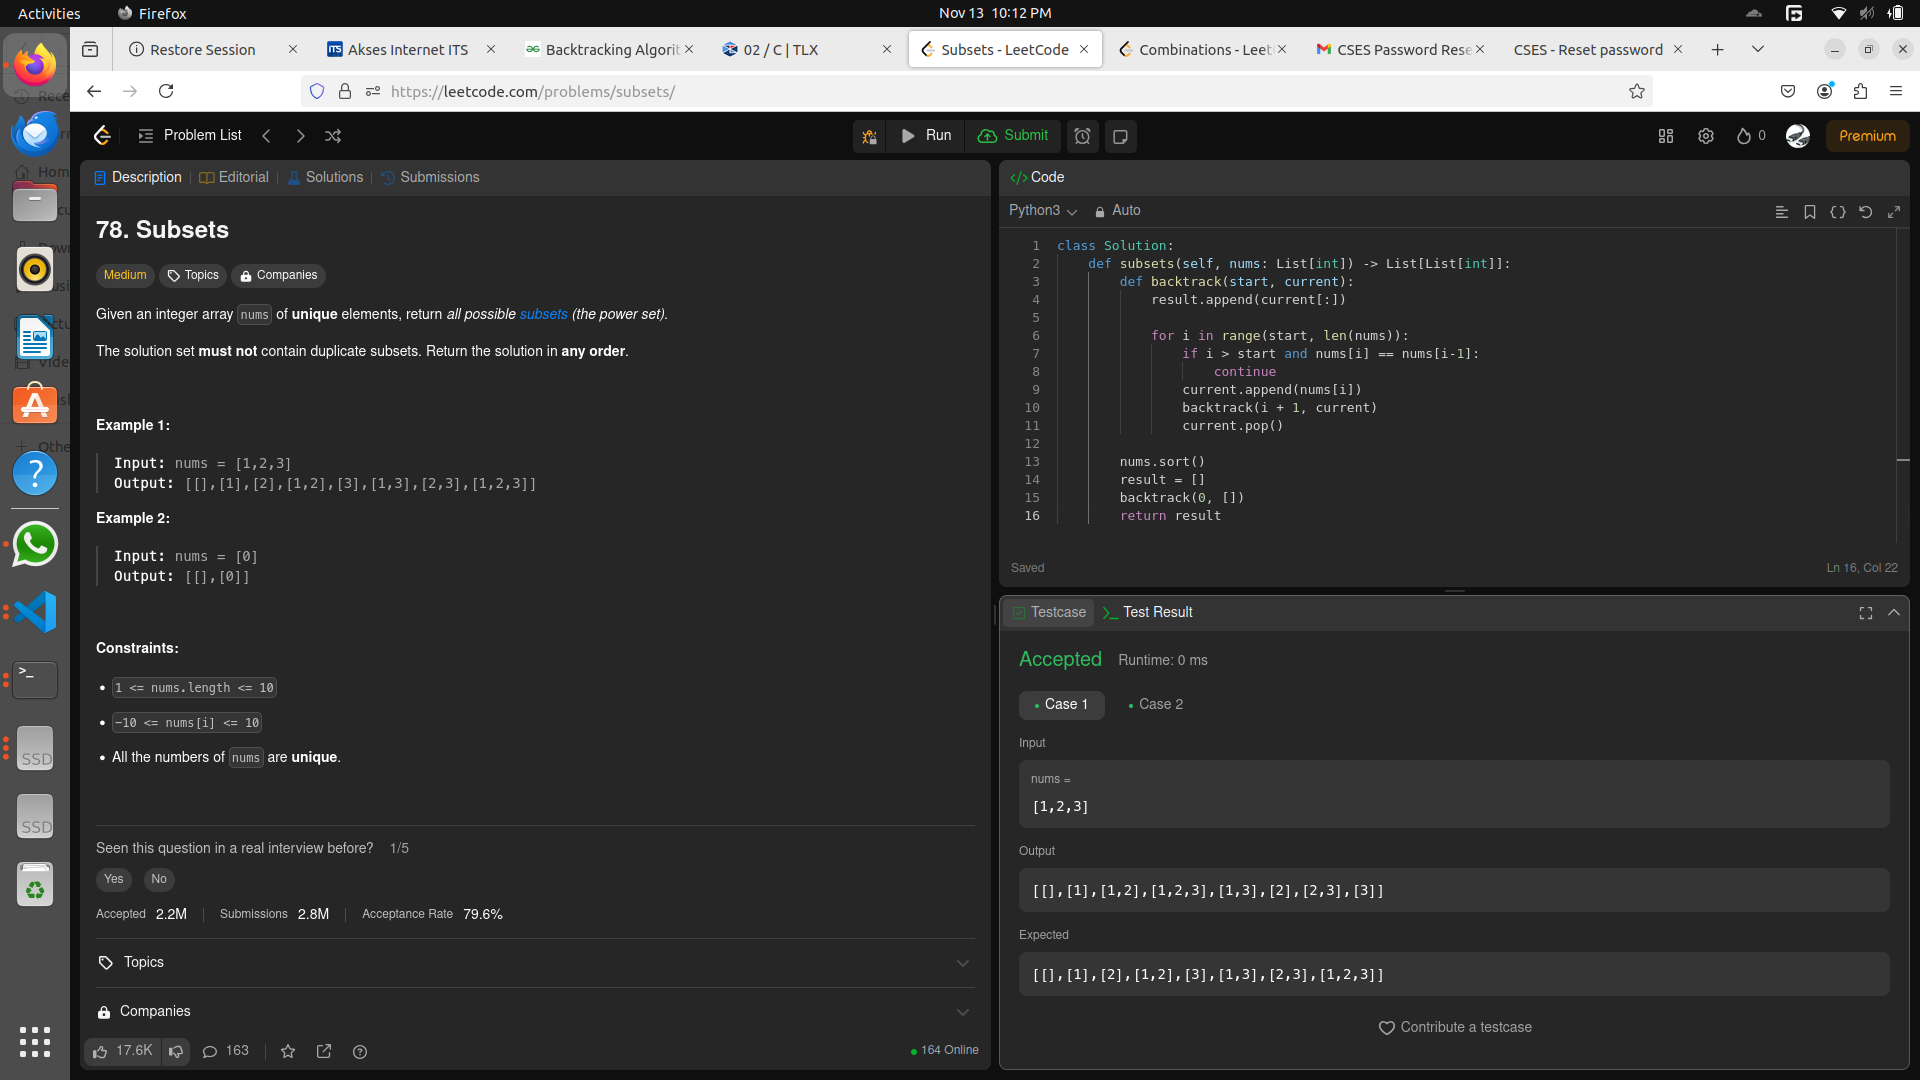 Activities
Firefox
Nov 13 10:12 PM
Restore Session
Akses Internet ITS
Backtracking Algorit
02 / C | TLX
Subsets - LeetCode
Combinations - Leet
CSES Password Rese
CSES - Reset password
https://leetcode.com/problems/subsets/
Problem List
Run
Submit
0
Premium
Description
Editorial
Solutions
Submissions
78. Subsets
Medium
Topics
Companies
Given an integer array nums of unique elements, return all possible subsets (the power set).
The solution set must not contain duplicate subsets. Return the solution in any order.
Example 1:
Input: nums = [1,2,3]
Output: [[],[1],[2],[1,2],[3],[1,3],[2,3],[1,2,3]]
Example 2:
Input: nums = [0]
Output: [[],[0]]
Constraints:
• 1 <= nums.length <= 10
• -10 <= nums[i] <= 10
• All the numbers of nums are unique.
Seen this question in a real interview before? 1/5
Yes
No
Accepted 2.2M
Submissions 2.8M
Acceptance Rate 79.6%
Topics
Companies
17.6K
163
164 Online
</> Code
Python3
Auto
1 class Solution:
2     def subsets(self, nums: List[int]) -> List[List[int]]:
3         def backtrack(start, current):
4             result.append(current[:])
5
6             for i in range(start, len(nums)):
7                 if i > start and nums[i] == nums[i-1]:
8                     continue
9                 current.append(nums[i])
10                 backtrack(i + 1, current)
11                 current.pop()
12
13         nums.sort()
14         result = []
15         backtrack(0, [])
16         return result
Saved
Ln 16, Col 22
Testcase
>_ Test Result
Accepted
Runtime: 0 ms
• Case 1
• Case 2
Input
nums =
[1,2,3]
Output
[[],[1],[1,2],[1,2,3],[1,3],[2],[2,3],[3]]
Expected
[[],[1],[2],[1,2],[3],[1,3],[2,3],[1,2,3]]
Contribute a testcase
SSD
SSD